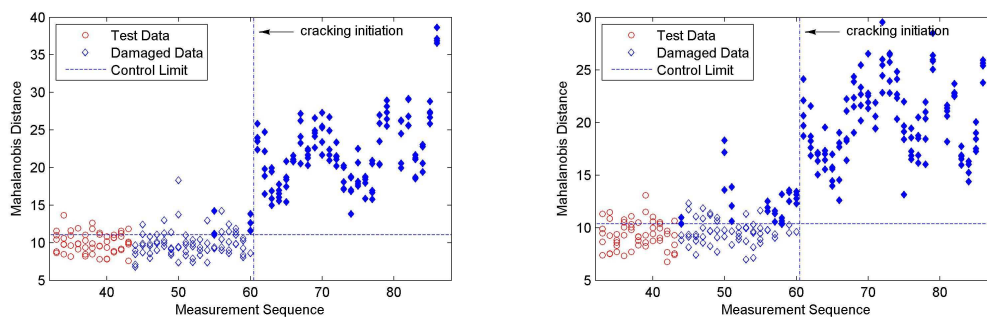 40
35
30
25
20
15
10
5
Mahalanobis Distance
Test Data
Damaged Data
Control Limit
cracking initiation
40 50 60 70 80
Measurement Sequence
30
25
20
15
10
5
Mahalanobis Distance
Test Data
Damaged Data
Control Limit
cracking initiation
40 50 60 70 80
Measurement Sequence